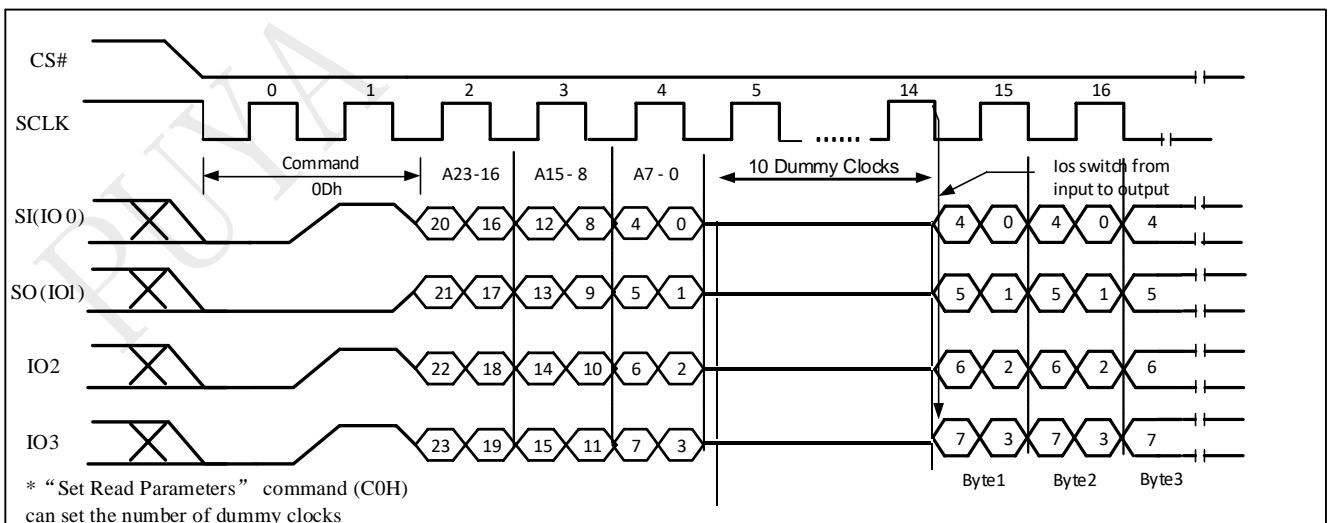 CS#
0 1 2 3 4 5 14 15 16
SCLK
Command
0Dh
A23-16 A15-8 A7-0
10 Dummy Clocks
Ios switch from
input to output
SI(IO 0) 20 16 12 8 4 0 4 0 4 0 4
SO(IO1) 21 17 13 9 5 1 5 1 5 1 5
IO2 22 18 14 10 6 2 6 2 6 2 6
IO3 23 19 15 11 7 3 7 3 7 3 7
Byte1 Byte2 Byte3
* “Set Read Parameters” command (C0H)
can set the number of dummy clocks
PUYA